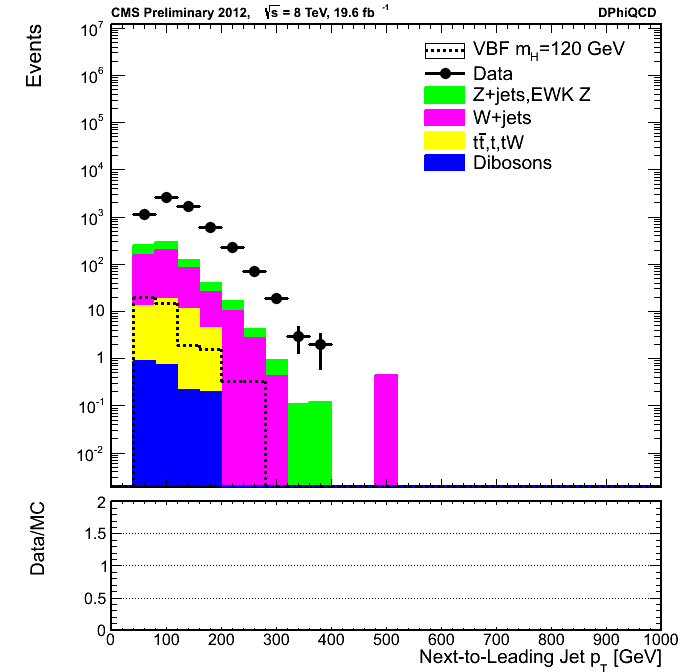 CMS Preliminary 2012, √s = 8 TeV, 19.6 fb⁻¹ DPhiQCD
Events
10⁷
10⁶
10⁵
10⁴
10³
10²
10
1
10⁻¹
10⁻²
VBF m_H=120 GeV
Data
Z+jets,EWK Z
W+jets
tt̄,t,tW
Dibosons
Data/MC
2
1.5
1
0.5
0
0 100 200 300 400 500 600 700 800 900 1000
Next-to-Leading Jet p_T [GeV]